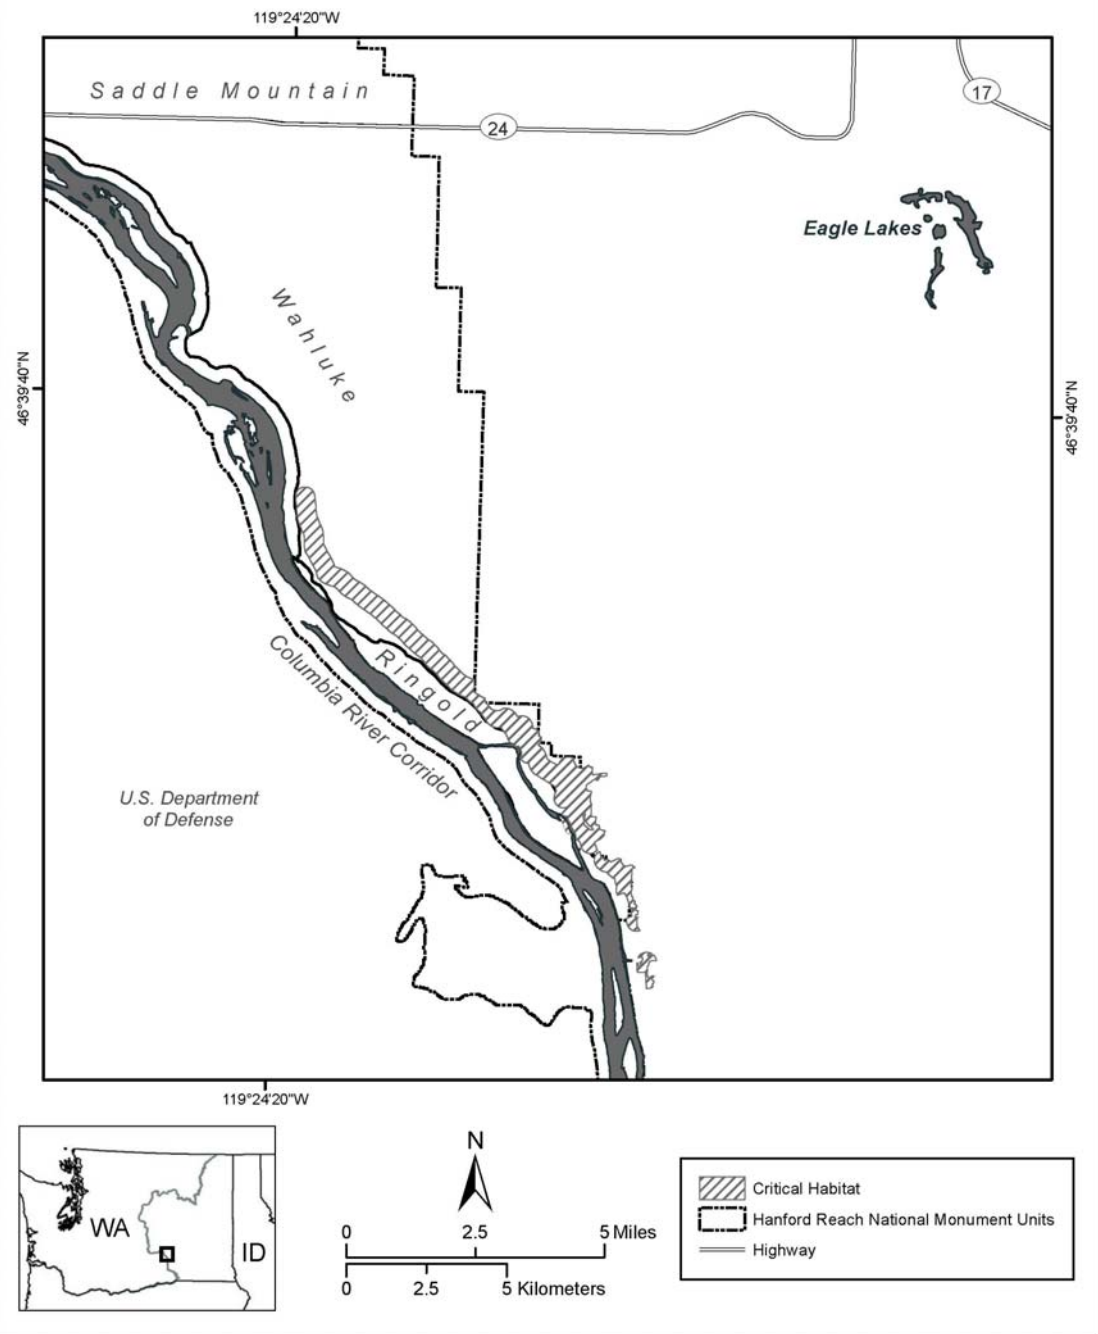 119°24'20"W
Saddle Mountain
17
24
Eagle Lakes
Wahluke
46°39'40"N
46°39'40"N
Ringold
Columbia River Corridor
U.S. Department
of Defense
119°24'20"W
WA
ID
N
0 2.5 5 Miles
0 2.5 5 Kilometers
Critical Habitat
Hanford Reach National Monument Units
Highway